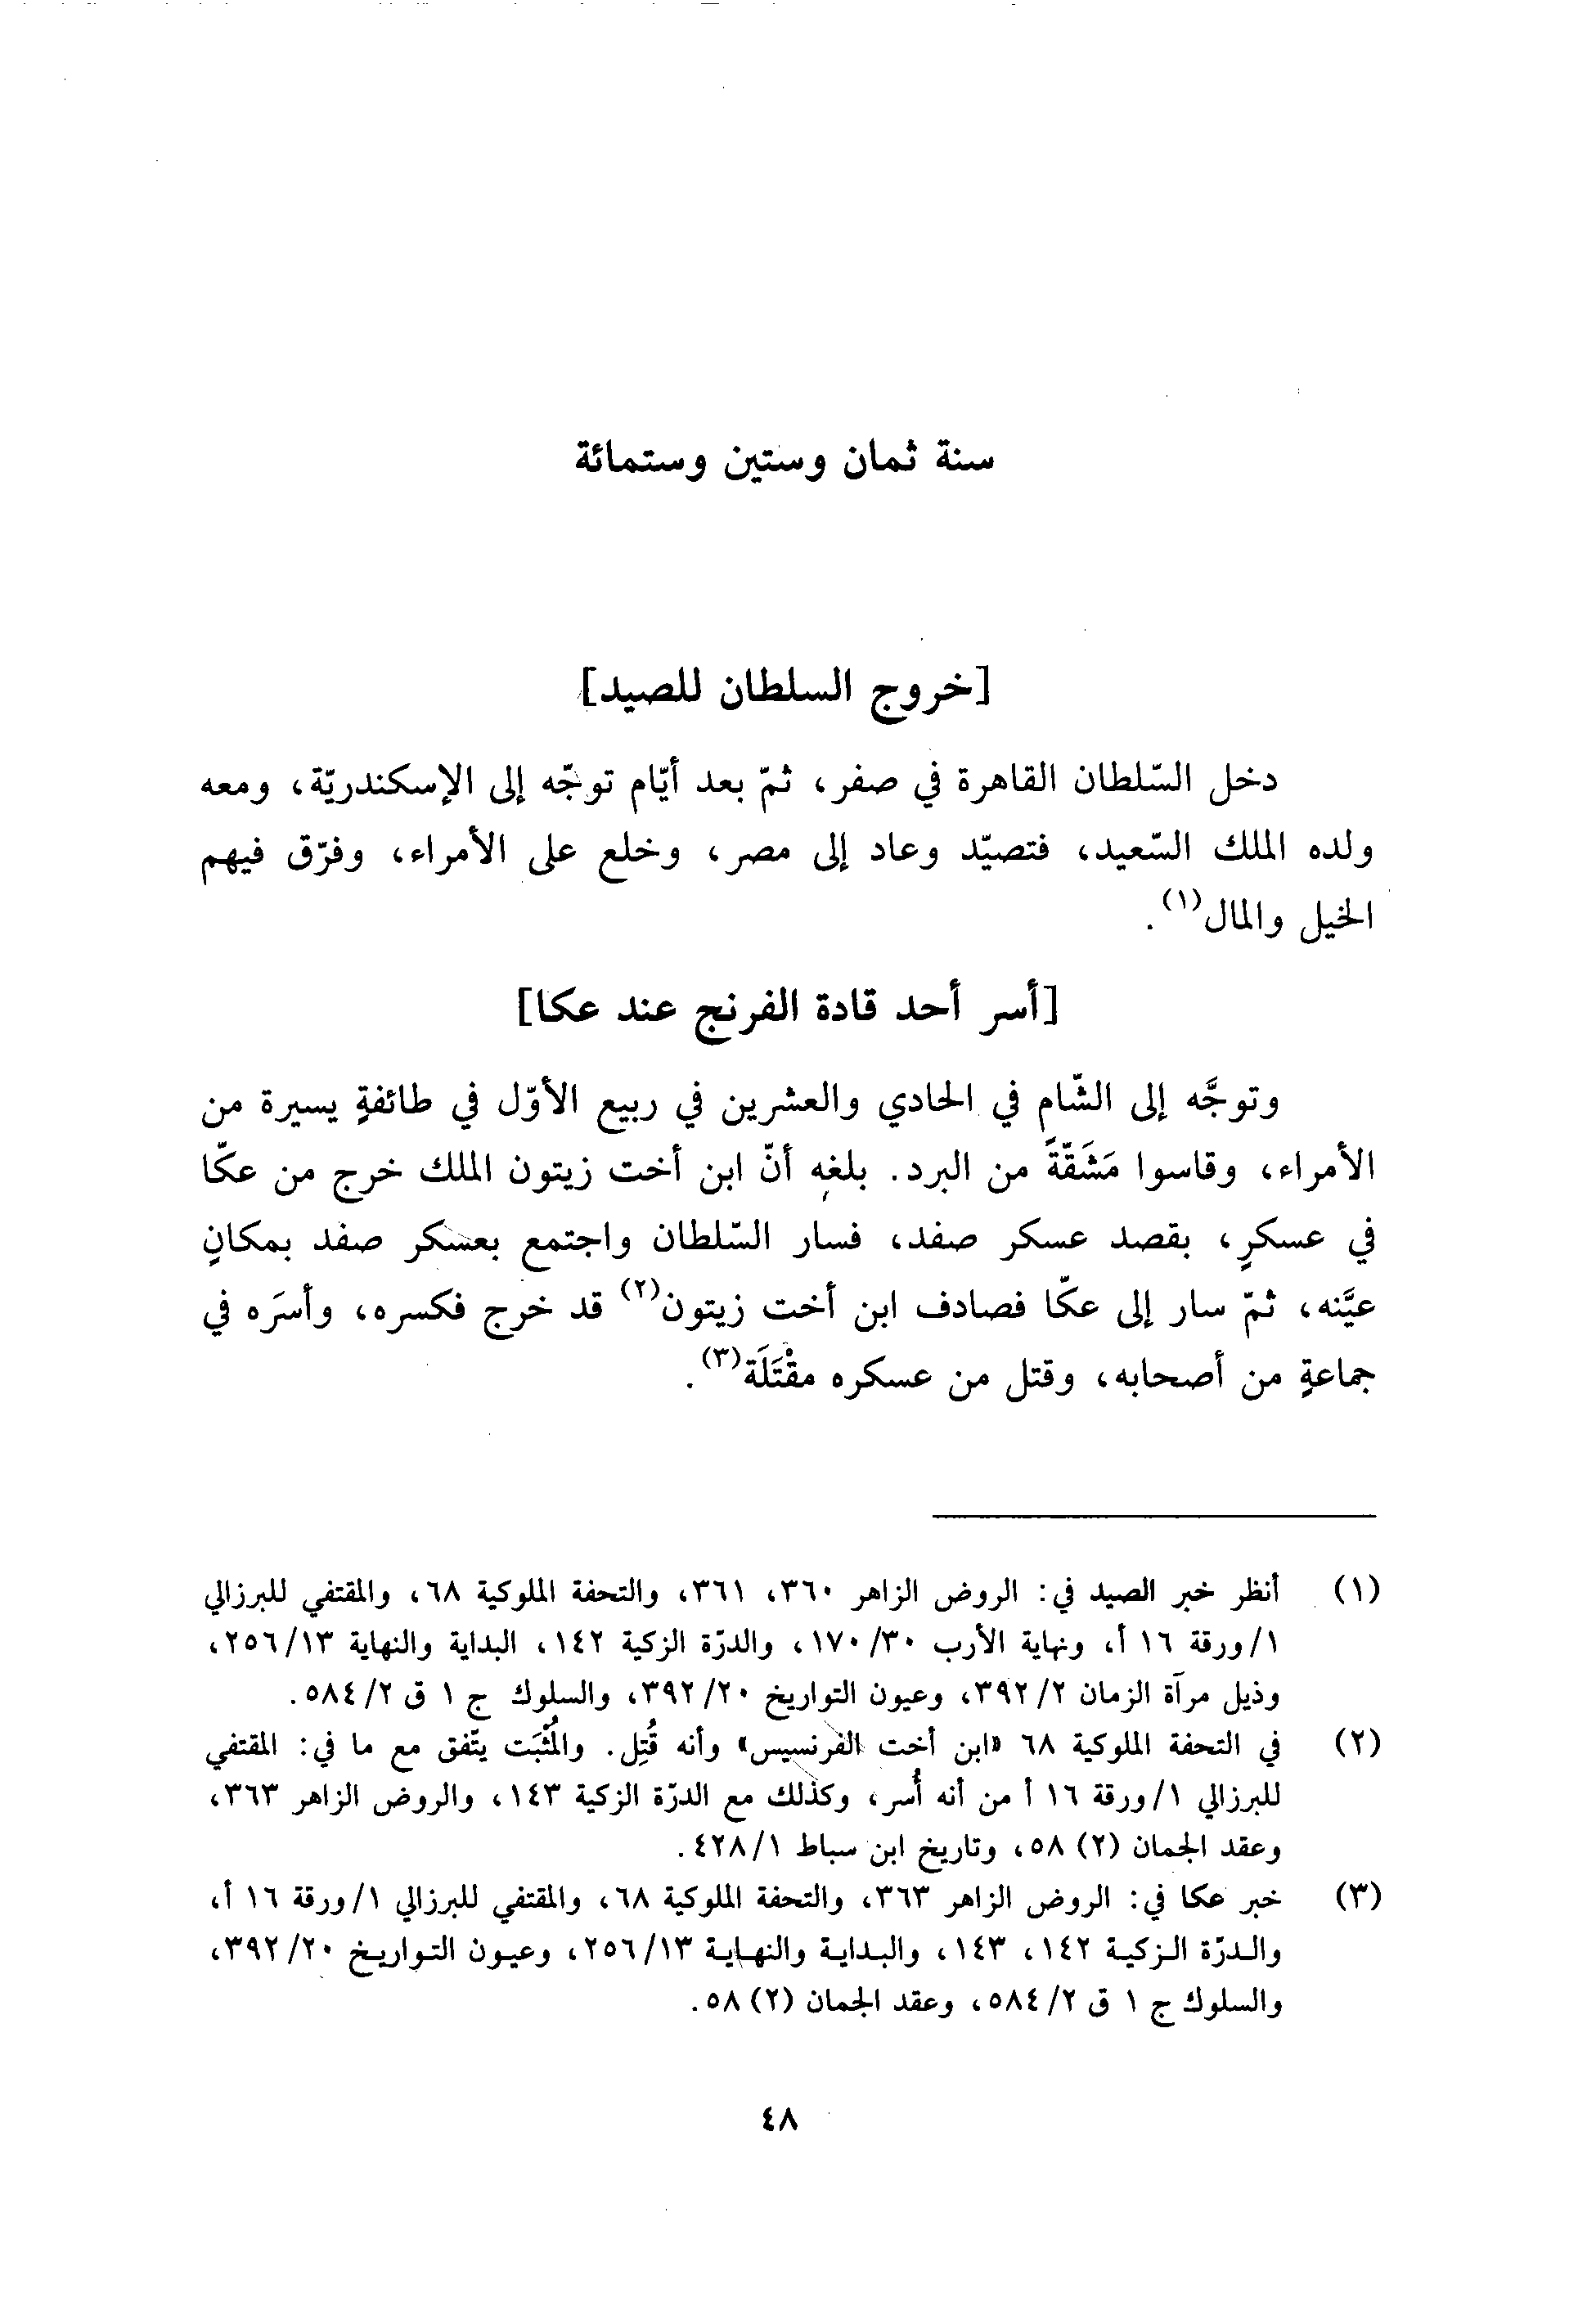 سنة ثمان وستين وستمائة
[خروج السلطان للصيد]
دخل السّلطان القاهرة في صفر، ثمّ بعد أيّام توجّه إلى الإسكندريّة، ومعه
ولده الملك السّعيد، فتصيّد وعاد إلى مصر، وخلع على الأمراء، وفرّق فيهم
الخيل والمال(١).
[أسر أحد قادة الفرنج عند عكا]
وتوجَّه إلى الشّام في الحادي والعشرين في ربيع الأوّل في طائفةٍ يسيرة من
الأمراء، وقاسوا مَشَقّةً من البرد. بلغه أنّ ابن أخت زيتون الملك خرج من عكّا
في عسكرٍ، بقصد عسكر صفد، فسار السّلطان واجتمع بعسكر صفد بمكانٍ
عيَّنه، ثمّ سار إلى عكّا فصادف ابن أخت زيتون(٢) قد خرج فكسره، وأسَره في
جماعةٍ من أصحابه، وقتل من عسكره مقْتَلَة(٣).
(١) أنظر خبر الصيد في: الروض الزاهر ٣٦٠، ٣٦١، والتحفة الملوكية ٦٨، والمقتفي للبرزالي
١/ورقة ١٦ أ، ونهاية الأرب ٣٠/ ١٧٠، والدرّة الزكية ١٤٢، البداية والنهاية ١٣/ ٢٥٦،
وذيل مرآة الزمان ٢/ ٣٩٢، وعيون التواريخ ٢٠/ ٣٩٢، والسلوك ج ١ ق ٢/ ٥٨٤.
(٢) في التحفة الملوكية ٦٨ «ابن أخت الفرنسيس» وأنه قُتِل. والمُثْبَت يتّفق مع ما في: المقتفي
للبرزالي ١/ورقة ١٦ أ من أنه أُسر، وكذلك مع الدرّة الزكية ١٤٣، والروض الزاهر ٣٦٣،
وعقد الجمان (٢) ٥٨، وتاريخ ابن سباط ١/ ٤٢٨.
(٣) خبر عكا في: الروض الزاهر ٣٦٣، والتحفة الملوكية ٦٨، والمقتفي للبرزالي ١/ورقة ١٦ أ،
والدرّة الزكية ١٤٢، ١٤٣، والبداية والنهاية ١٣/ ٢٥٦، وعيون التواريخ ٢٠/ ٣٩٢،
والسلوك ج ١ ق ٢/ ٥٨٤، وعقد الجمان (٢) ٥٨.
٤٨